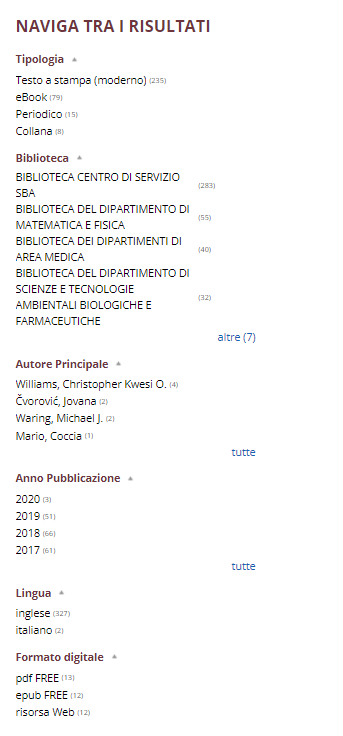 NAVIGA TRA I RISULTATI
Tipologia
Testo a stampa (moderno) (235)
eBook (79)
Periodico (15)
Collana (8)
Biblioteca
BIBLIOTECA CENTRO DI SERVIZIO
SBA (283)
BIBLIOTECA DEL DIPARTIMENTO DI
MATEMATICA E FISICA (55)
BIBLIOTECA DEI DIPARTIMENTI DI
AREA MEDICA (40)
BIBLIOTECA DEL DIPARTIMENTO DI
SCIENZE E TECNOLOGIE
AMBIENTALI BIOLOGICHE E (32)
FARMACEUTICHE
altre (7)
Autore Principale
Williams, Christopher Kwesi O. (4)
Čvorović, Jovana (2)
Waring, Michael J. (2)
Mario, Coccia (1)
tutte
Anno Pubblicazione
2020 (3)
2019 (51)
2018 (66)
2017 (61)
tutte
Lingua
inglese (327)
italiano (2)
Formato digitale
pdf FREE (13)
epub FREE (12)
risorsa Web (12)